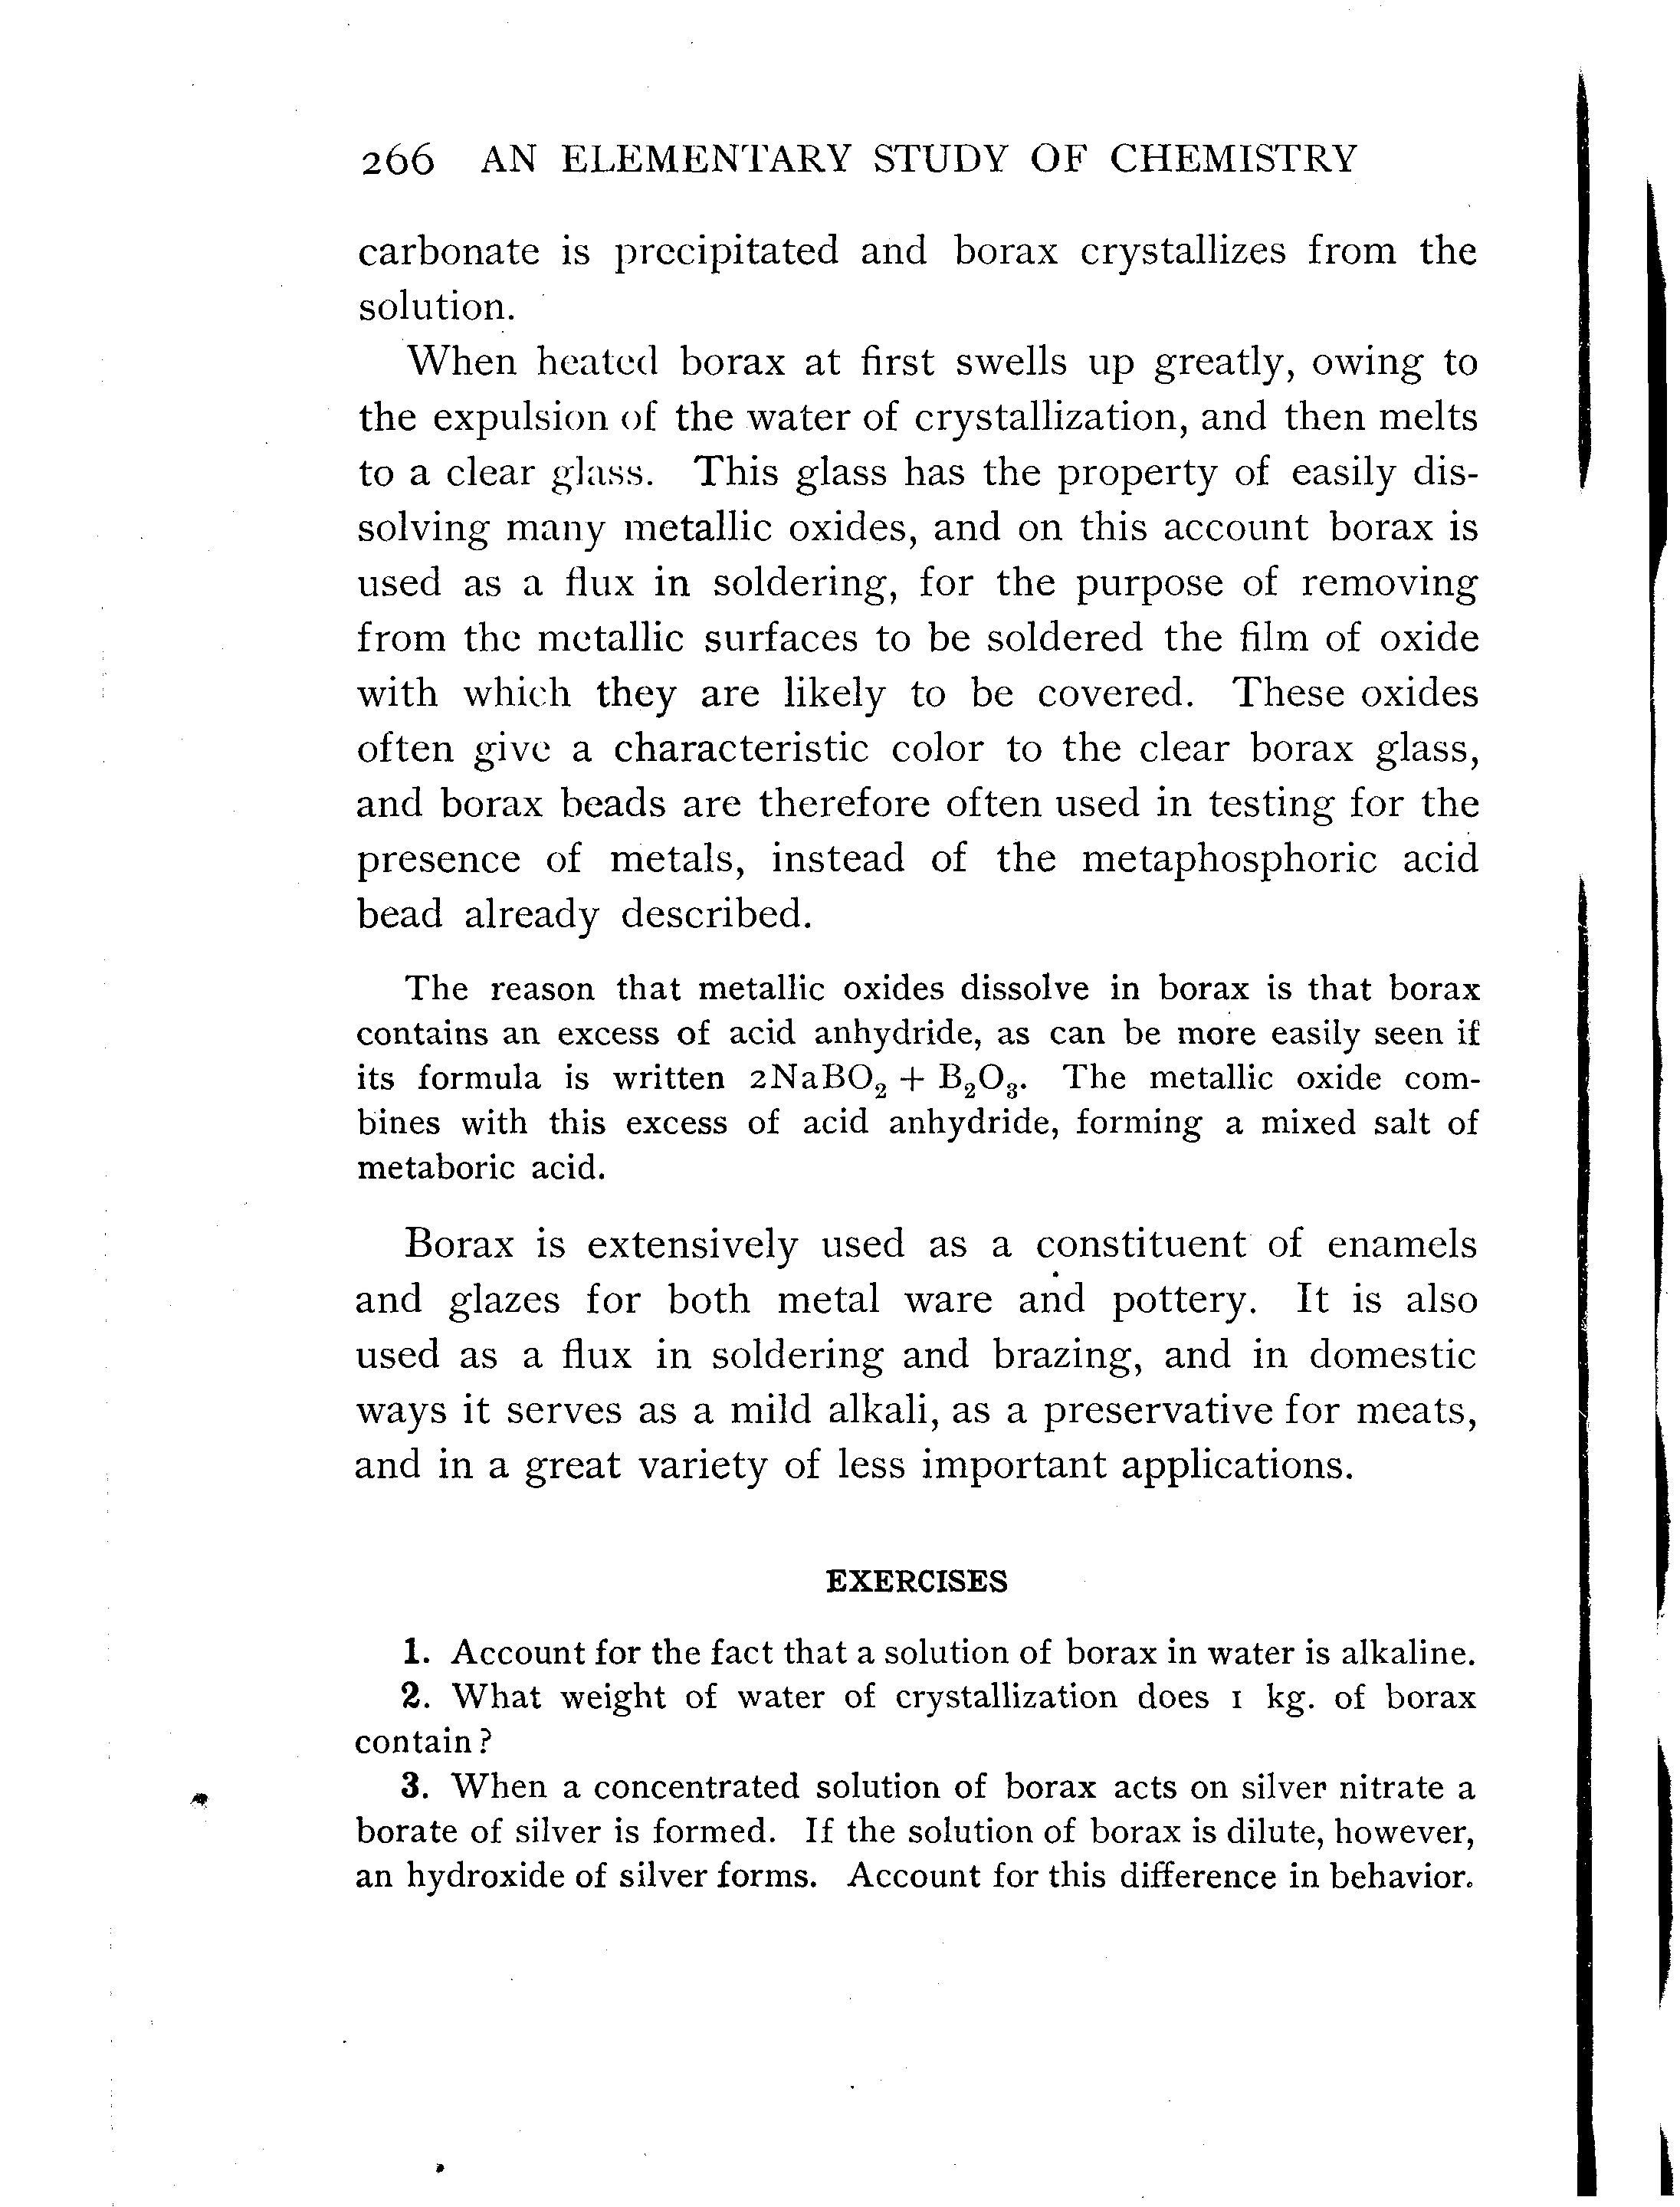 266 AN ELEMENTARY STUDY OF CHEMISTRY
carbonate is precipitated and borax crystallizes from the
solution.
When heated borax at first swells up greatly, owing to
the expulsion of the water of crystallization, and then melts
to a clear glass. This glass has the property of easily dis-
solving many metallic oxides, and on this account borax is
used as a flux in soldering, for the purpose of removing
from the metallic surfaces to be soldered the film of oxide
with which they are likely to be covered. These oxides
often give a characteristic color to the clear borax glass,
and borax beads are therefore often used in testing for the
presence of metals, instead of the metaphosphoric acid
bead already described.
The reason that metallic oxides dissolve in borax is that borax
contains an excess of acid anhydride, as can be more easily seen if
its formula is written 2NaBO₂ + B₂O₃. The metallic oxide com-
bines with this excess of acid anhydride, forming a mixed salt of
metaboric acid.
Borax is extensively used as a constituent of enamels
and glazes for both metal ware and pottery. It is also
used as a flux in soldering and brazing, and in domestic
ways it serves as a mild alkali, as a preservative for meats,
and in a great variety of less important applications.
EXERCISES
1. Account for the fact that a solution of borax in water is alkaline.
2. What weight of water of crystallization does 1 kg. of borax
contain?
3. When a concentrated solution of borax acts on silver nitrate a
borate of silver is formed. If the solution of borax is dilute, however,
an hydroxide of silver forms. Account for this difference in behavior.